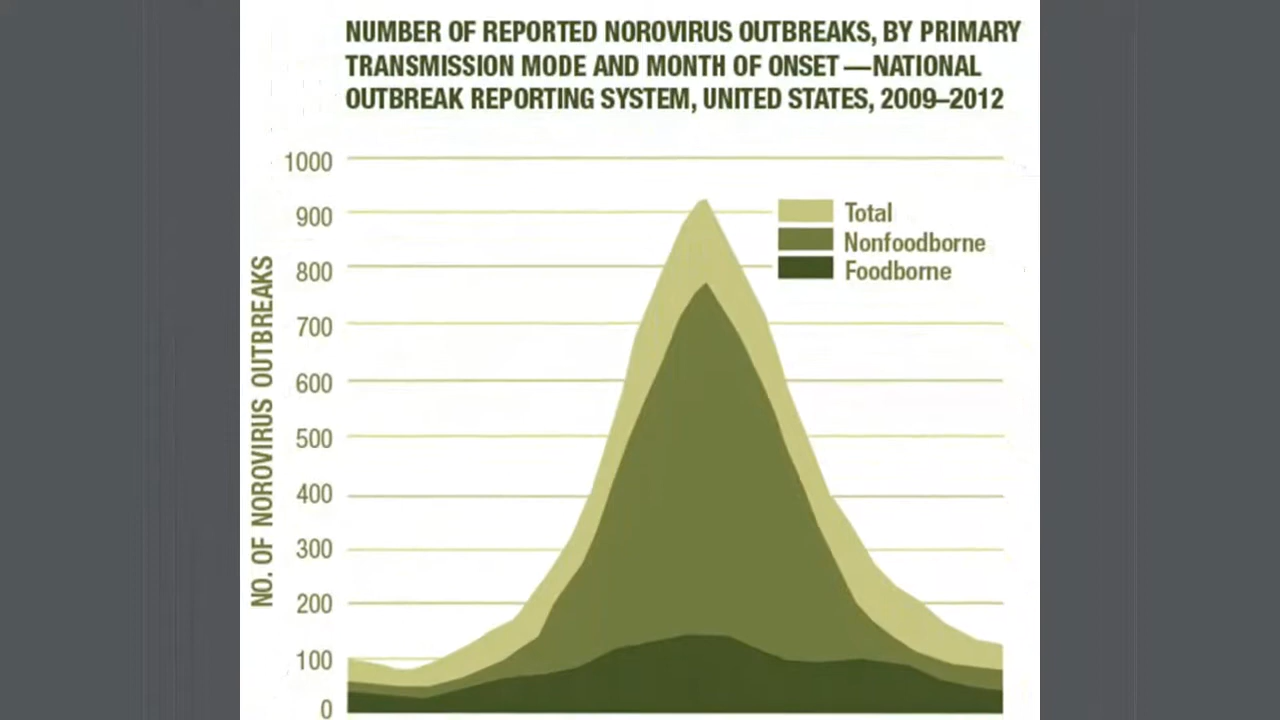 NUMBER OF REPORTED NOROVIRUS OUTBREAKS, BY PRIMARY
TRANSMISSION MODE AND MONTH OF ONSET—NATIONAL
OUTBREAK REPORTING SYSTEM, UNITED STATES, 2009–2012
NO. OF NOROVIRUS OUTBREAKS
1000
900
800
700
600
500
400
300
200
100
0
Total
Nonfoodborne
Foodborne